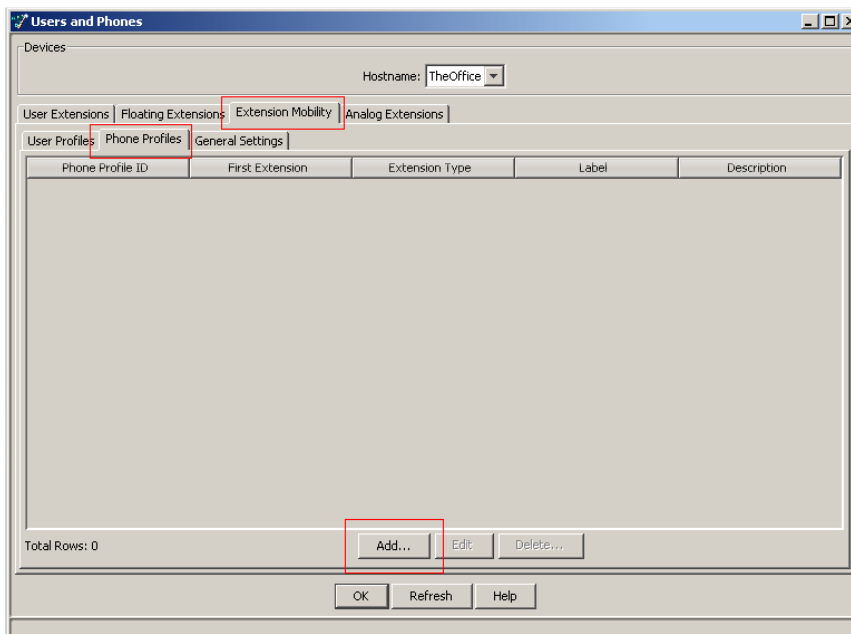 Users and Phones
Devices
Hostname: TheOffice
User Extensions Floating Extensions Extension Mobility Analog Extensions
User Profiles Phone Profiles General Settings
Phone Profile ID First Extension Extension Type Label Description
Total Rows: 0 Add... Edit Delete...
OK Refresh Help